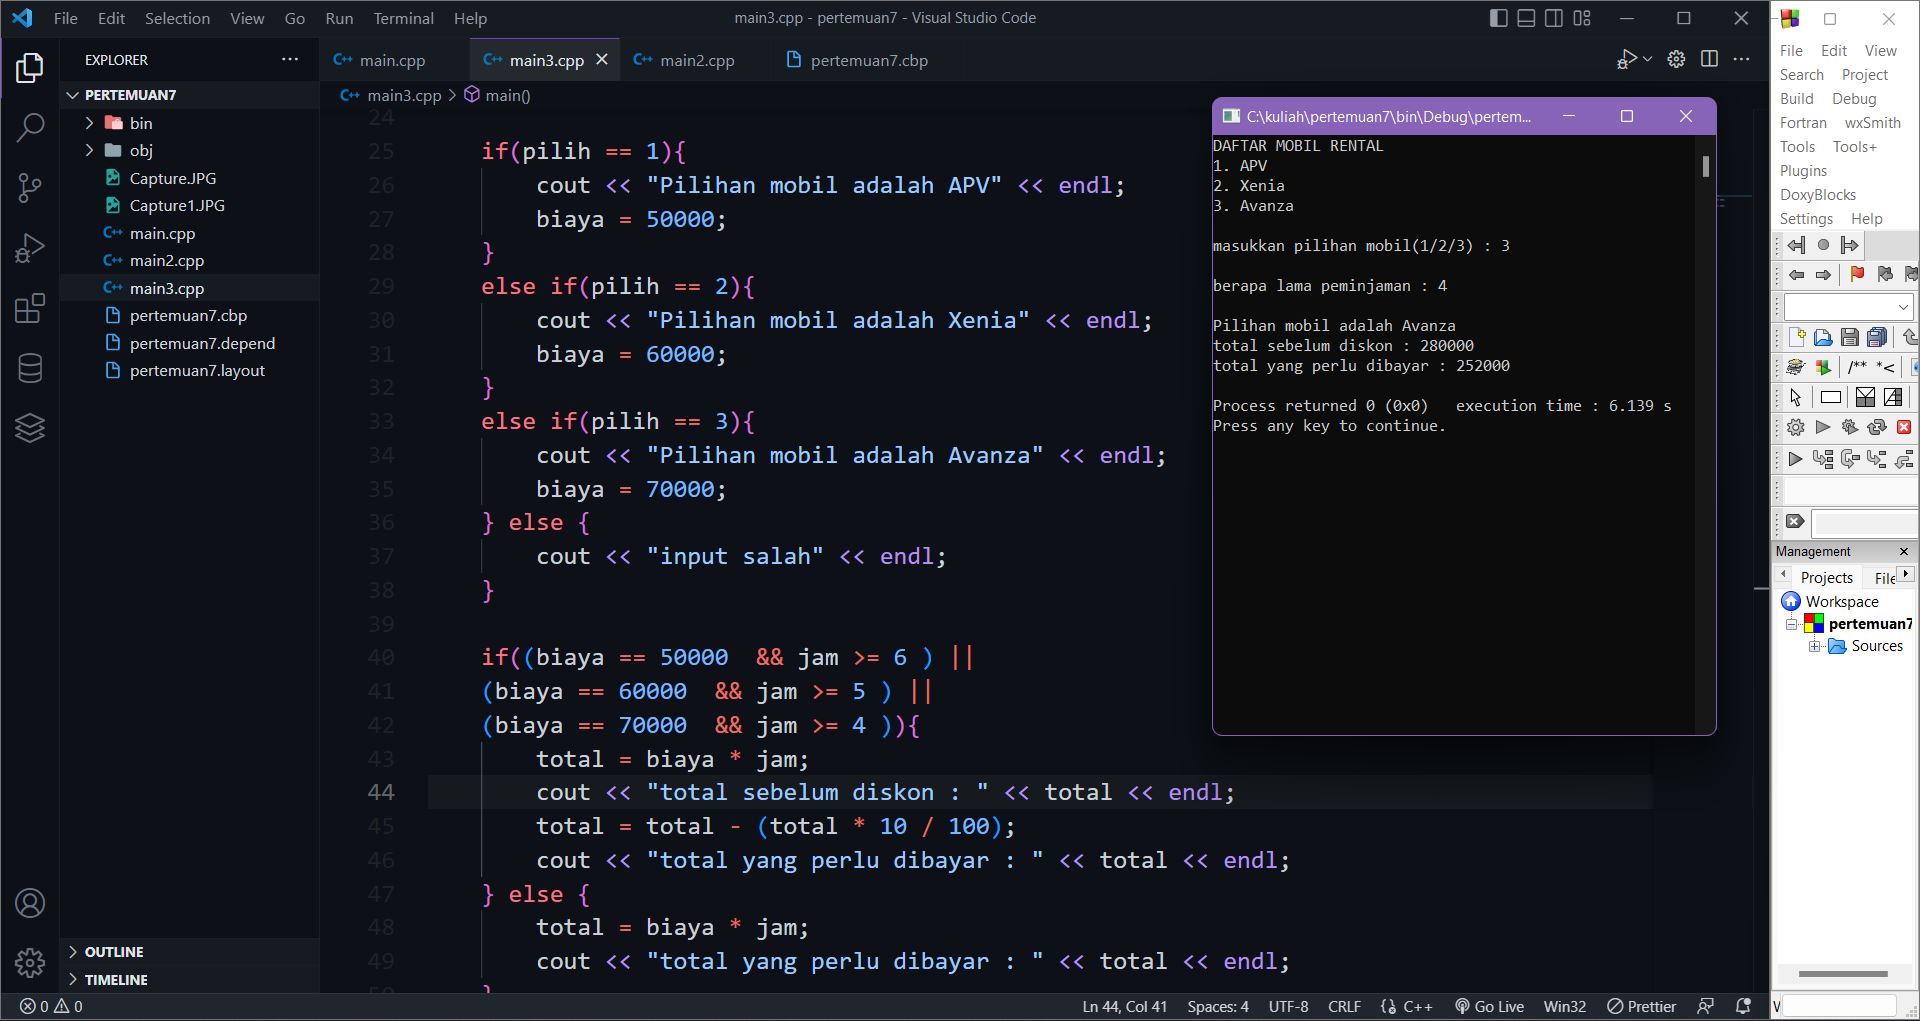 File Edit Selection View Go Run Terminal Help
main3.cpp - pertemuan7 - Visual Studio Code
EXPLORER
PERTEMUAN7
bin
obj
Capture.JPG
Capture1.JPG
main.cpp
main2.cpp
main3.cpp
pertemuan7.cbp
pertemuan7.depend
pertemuan7.layout
OUTLINE
TIMELINE
main.cpp main3.cpp main2.cpp pertemuan7.cbp
main3.cpp > main()
24
25 if(pilih == 1){
26 cout << "Pilihan mobil adalah APV" << endl;
27 biaya = 50000;
28 }
29 else if(pilih == 2){
30 cout << "Pilihan mobil adalah Xenia" << endl;
31 biaya = 60000;
32 }
33 else if(pilih == 3){
34 cout << "Pilihan mobil adalah Avanza" << endl;
35 biaya = 70000;
36 } else {
37 cout << "input salah" << endl;
38 }
39
40 if((biaya == 50000  && jam >= 6 ) ||
41 (biaya == 60000  && jam >= 5 ) ||
42 (biaya == 70000  && jam >= 4 )){
43 total = biaya * jam;
44 cout << "total sebelum diskon : " << total << endl;
45 total = total - (total * 10 / 100);
46 cout << "total yang perlu dibayar : " << total << endl;
47 } else {
48 total = biaya * jam;
49 cout << "total yang perlu dibayar : " << total << endl;
C:\kuliah\pertemuan7\bin\Debug\pertem...
DAFTAR MOBIL RENTAL
1. APV
2. Xenia
3. Avanza
masukkan pilihan mobil(1/2/3) : 3
berapa lama peminjaman : 4
Pilihan mobil adalah Avanza
total sebelum diskon : 280000
total yang perlu dibayar : 252000
Process returned 0 (0x0)   execution time : 6.139 s
Press any key to continue.
File Edit View
Search Project
Build Debug
Fortran wxSmith
Tools Tools+
Plugins
DoxyBlocks
Settings Help
/** *<
Management
Projects File
Workspace
pertemuan7
Sources
0 0
Ln 44, Col 41 Spaces: 4 UTF-8 CRLF {} C++ Go Live Win32 Prettier